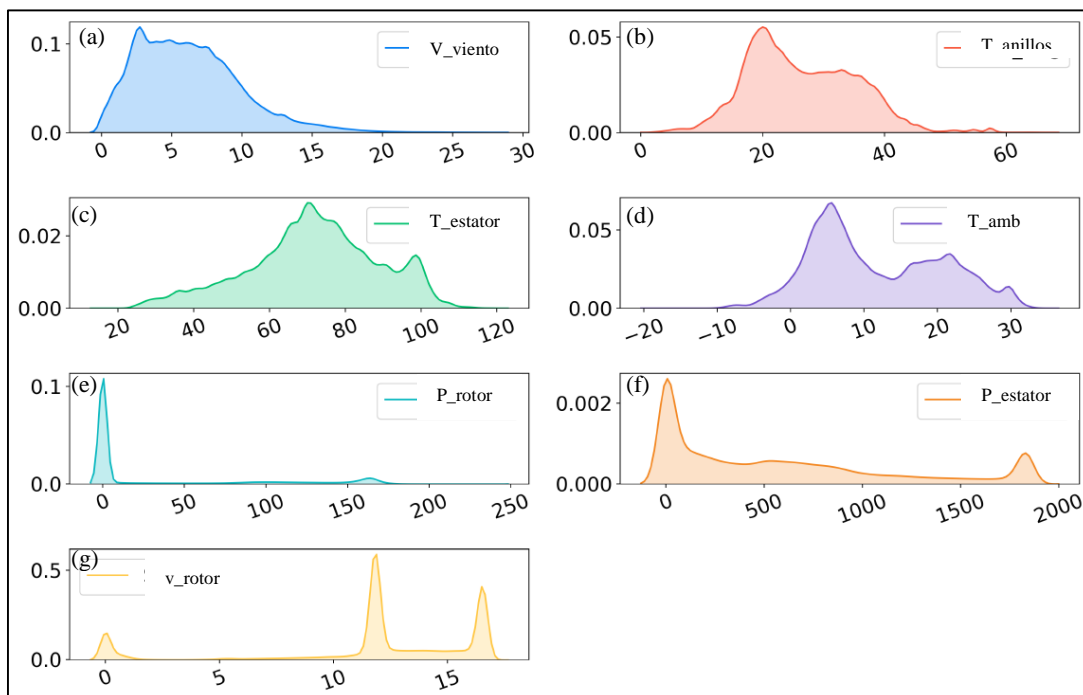 (a) V_viento
0.1
0.0
0 5 10 15 20 25 30
(b) T_anillos
0.05
0.00
0 20 40 60
(c) T_estator
0.02
0.00
20 40 60 80 100 120
(d) T_amb
0.05
0.00
−20 −10 0 10 20 30
(e) P_rotor
0.1
0.0
0 50 100 150 200 250
(f) P_estator
0.002
0.000
0 500 1000 1500 2000
(g) v_rotor
0.5
0.0
0 5 10 15